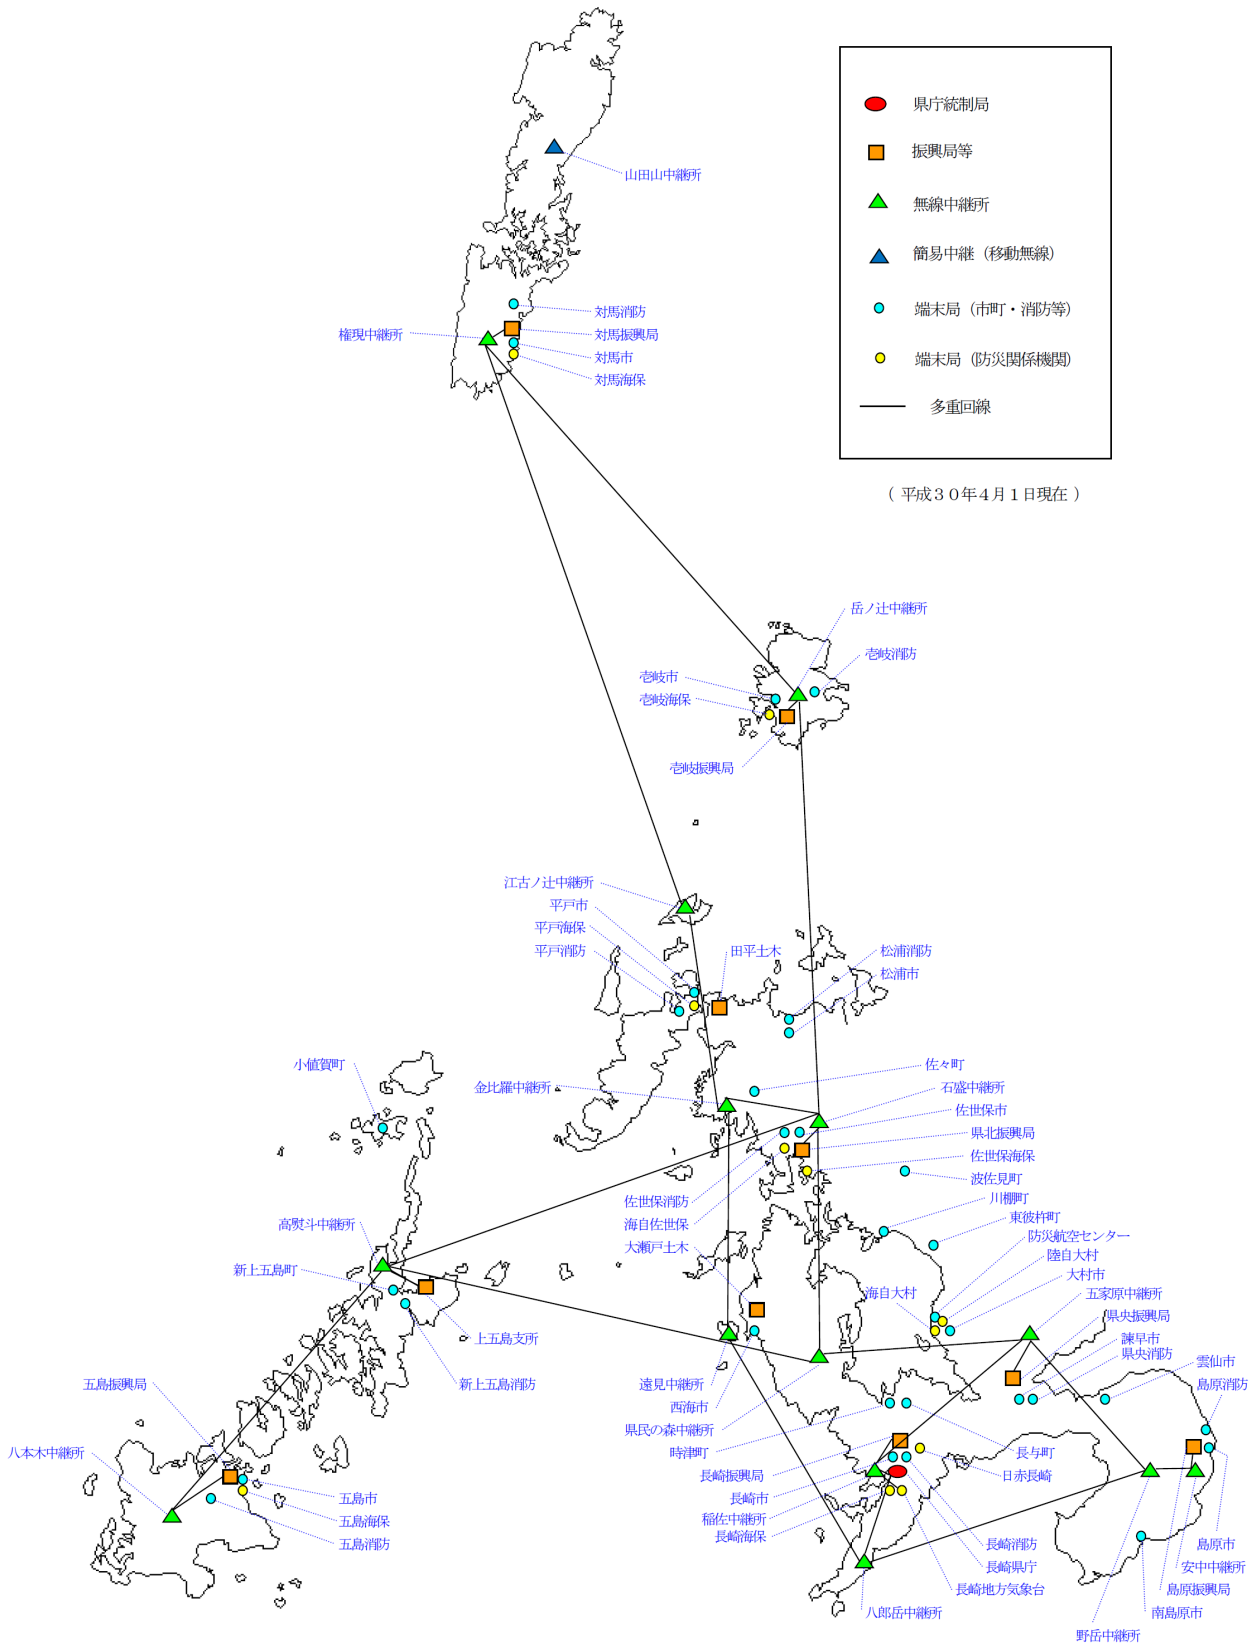 県庁統制局
振興局等
無線中継所
簡易中継（移動無線）
端末局（市町・消防等）
端末局（防災関係機関）
多重回線
（ 平成３０年４月１日現在 ）
山田山中継所
対馬消防
権現中継所
対馬振興局
対馬市
対馬海保
岳ノ辻中継所
壱岐消防
壱岐市
壱岐海保
壱岐振興局
江古ノ辻中継所
平戸市
平戸海保
平戸消防
田平土木
松浦消防
松浦市
小値賀町
佐々町
金比羅中継所
石盛中継所
佐世保市
県北振興局
佐世保海保
波佐見町
佐世保消防
川棚町
東彼杵町
高熨斗中継所
海自佐世保
防災航空センター
大瀬戸土木
陸自大村
新上五島町
大村市
海自大村
五家原中継所
県央振興局
上五島支所
諫早市
県央消防
雲仙市
五島振興局
新上五島消防
遠見中継所
島原消防
西海市
県民の森中継所
八本木中継所
時津町
長与町
長崎振興局
日赤長崎
五島市
長崎市
五島海保
稲佐中継所
長崎海保
五島消防
長崎消防
島原市
長崎県庁
安中中継所
長崎地方気象台
島原振興局
八郎岳中継所
南島原市
野岳中継所